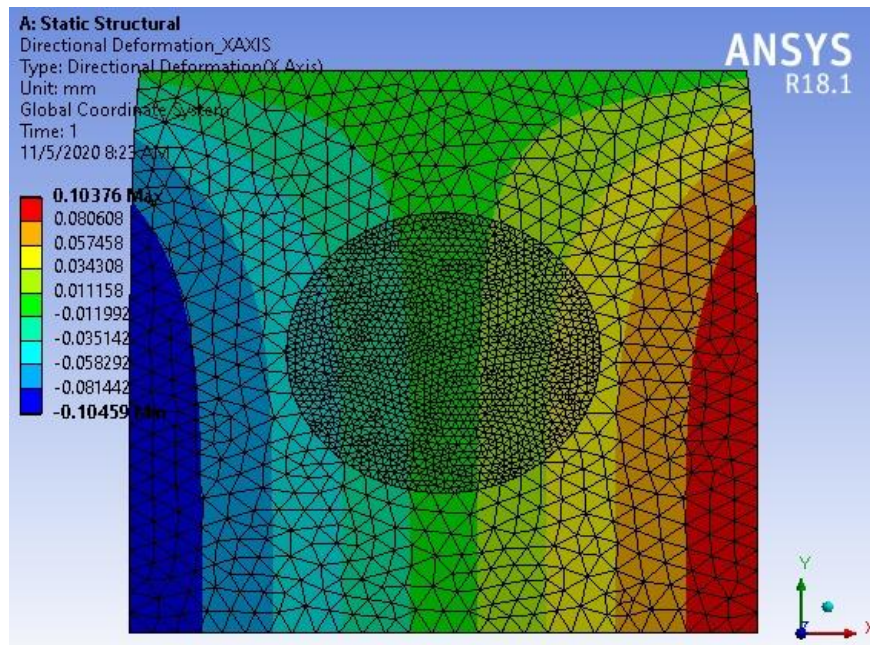 A: Static Structural
Directional Deformation_XAXIS
Type: Directional Deformation(X Axis)
Unit: mm
Global Coordinate System
Time: 1
11/5/2020 8:23 AM
0.10376 Max
0.080608
0.057458
0.034308
0.011158
-0.011992
-0.035142
-0.058292
-0.081442
-0.10459 Min
ANSYS
R18.1
Y
Z
X